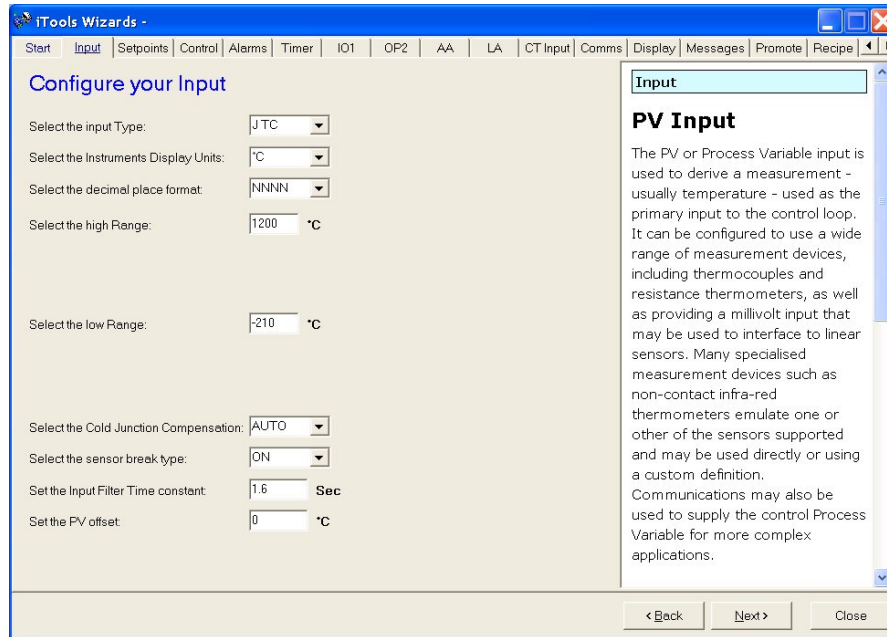 iTools Wizards -
Start Input Setpoints Control Alarms Timer IO1 OP2 AA LA CT Input Comms Display Messages Promote Recipe
Configure your Input
Select the input Type: J TC
Select the Instruments Display Units: °C
Select the decimal place format: NNNN
Select the high Range: 1200 °C
Select the low Range: -210 °C
Select the Cold Junction Compensation: AUTO
Select the sensor break type: ON
Set the Input Filter Time constant: 1.6 Sec
Set the PV offset: 0 °C
Input
PV Input
The PV or Process Variable input is
used to derive a measurement -
usually temperature - used as the
primary input to the control loop.
It can be configured to use a wide
range of measurement devices,
including thermocouples and
resistance thermometers, as well
as providing a millivolt input that
may be used to interface to linear
sensors. Many specialised
measurement devices such as
non-contact infra-red
thermometers emulate one or
other of the sensors supported
and may be used directly or using
a custom definition.
Communications may also be
used to supply the control Process
Variable for more complex
applications.
< Back Next > Close